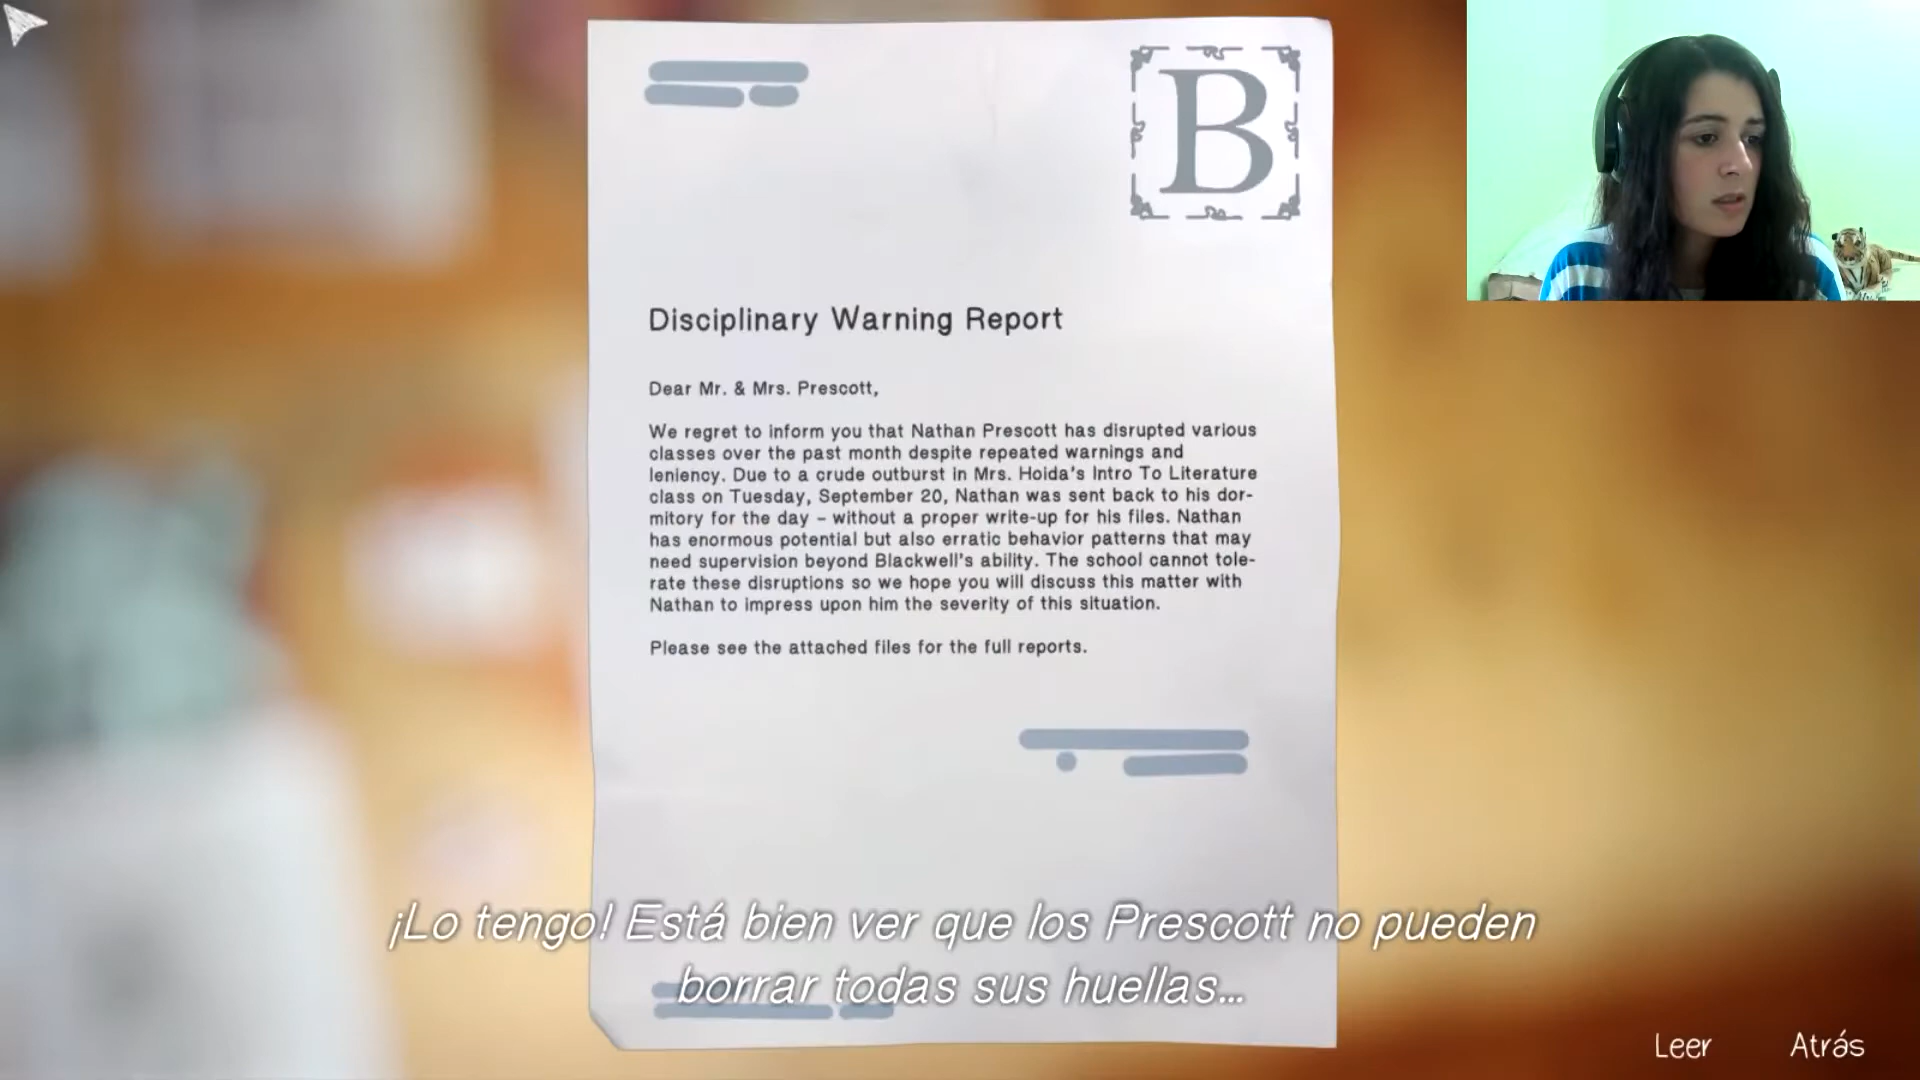 B
Disciplinary Warning Report
Dear Mr. & Mrs. Prescott,
We regret to inform you that Nathan Prescott has disrupted various
classes over the past month despite repeated warnings and
leniency. Due to a crude outburst in Mrs. Hoida's Intro To Literature
class on Tuesday, September 20, Nathan was sent back to his dor-
mitory for the day – without a proper write-up for his files. Nathan
has enormous potential but also erratic behavior patterns that may
need supervision beyond Blackwell's ability. The school cannot tole-
rate these disruptions so we hope you will discuss this matter with
Nathan to impress upon him the severity of this situation.
Please see the attached files for the full reports.
¡Lo tengo! Está bien ver que los Prescott no pueden
borrar todas sus huellas...
Leer Atrás